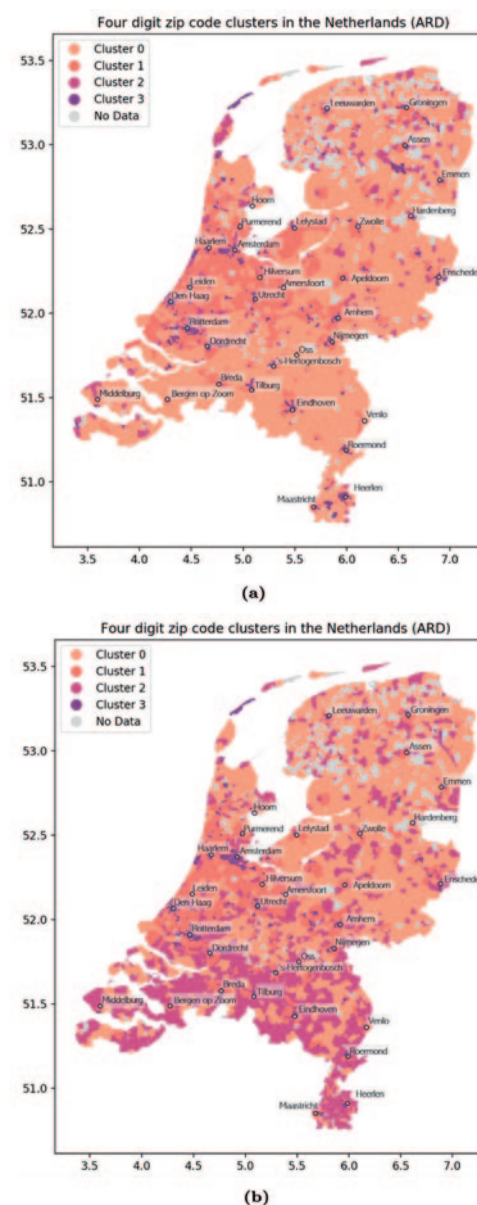 Four digit zip code clusters in the Netherlands (ARD)
53.5
53.0
52.5
52.0
51.5
51.0
Cluster 0
Cluster 1
Cluster 2
Cluster 3
No Data
Leeuwarden
Groningen
Assen
Emmen
Hoorn
Hardenberg
Purmerend
Lelystad
Zwolle
Haarlem
Amsterdam
Enschede
Hilversum
Leiden
Amersfoort
Apeldoorn
Den Haag
Utrecht
Rotterdam
Arnhem
Dordrecht
Nijmegen
Oss
's-Hertogenbosch
Breda
Tilburg
Middelburg
Bergen op Zoom
Eindhoven
Venlo
Roermond
Heerlen
Maastricht
3.5 4.0 4.5 5.0 5.5 6.0 6.5 7.0
(a)
Four digit zip code clusters in the Netherlands (ARD)
53.5
53.0
52.5
52.0
51.5
51.0
Cluster 0
Cluster 1
Cluster 2
Cluster 3
No Data
Leeuwarden
Groningen
Assen
Emmen
Hoorn
Hardenberg
Purmerend
Lelystad
Zwolle
Haarlem
Amsterdam
Enschede
Hilversum
Leiden
Amersfoort
Apeldoorn
Den Haag
Utrecht
Rotterdam
Arnhem
Dordrecht
Nijmegen
Oss
's-Hertogenbosch
Breda
Tilburg
Middelburg
Bergen op Zoom
Eindhoven
Venlo
Roermond
Heerlen
Maastricht
3.5 4.0 4.5 5.0 5.5 6.0 6.5 7.0
(b)